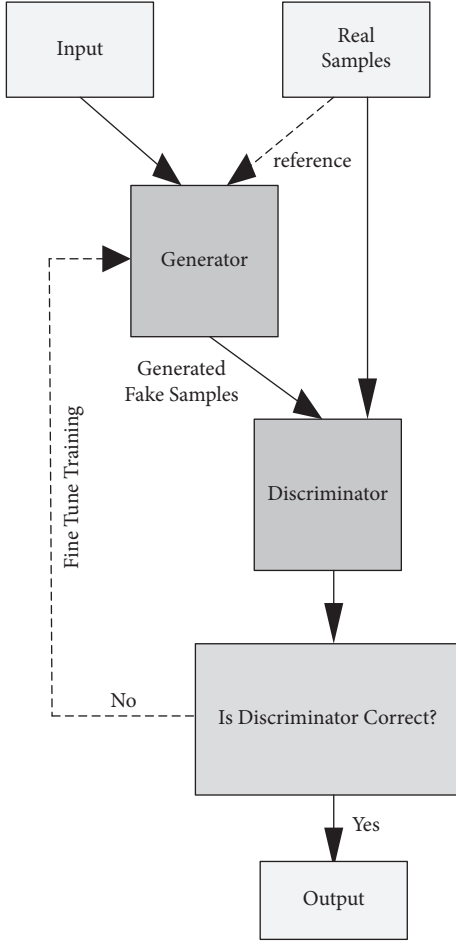 Input
Real
Samples
reference
Generator
Generated
Fake Samples
Discriminator
Fine Tune Training
No
Is Discriminator Correct?
Yes
Output